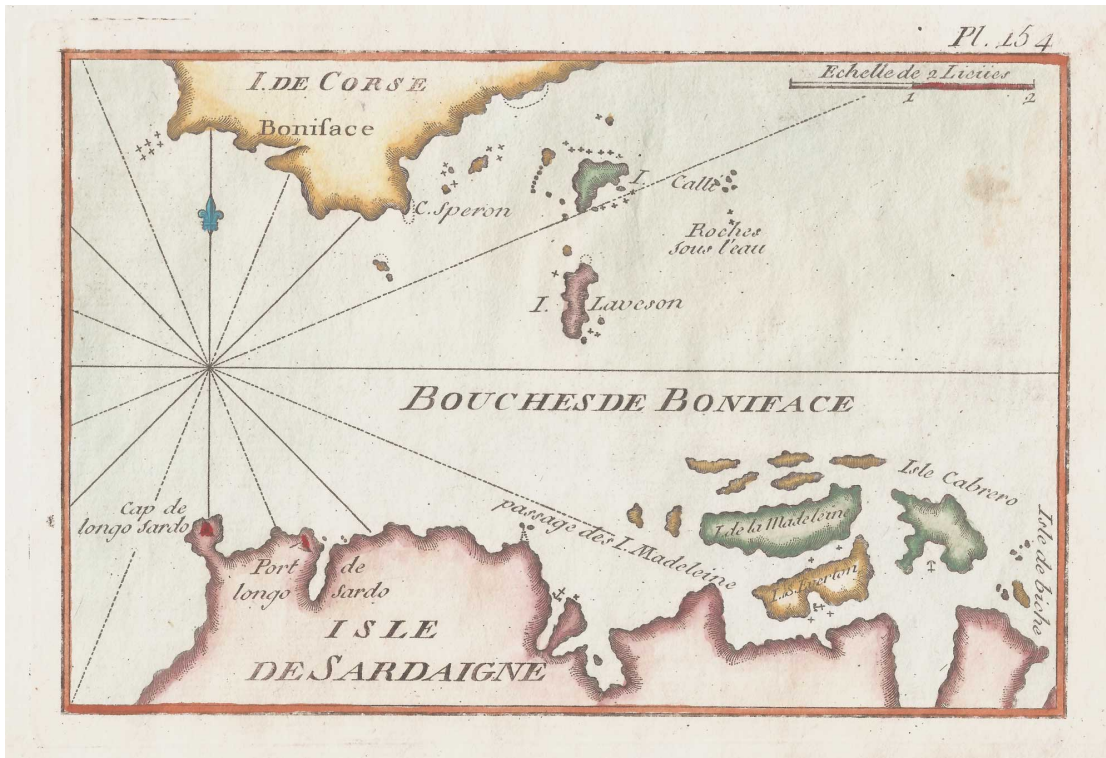 Pl. 154
Echelle de 2 Lieües
1 2
I. DE CORSE
Boniface
C. Speron
I. Calle
Roches
sous l'eau
I. Laveson
BOUCHES DE BONIFACE
Isle Cabrero
Cap de
longo sardo
passage des I. Madeleine
I. de la Madeleine
Isle de biche
Port de
longo sardo
ISLE
DE SARDAIGNE